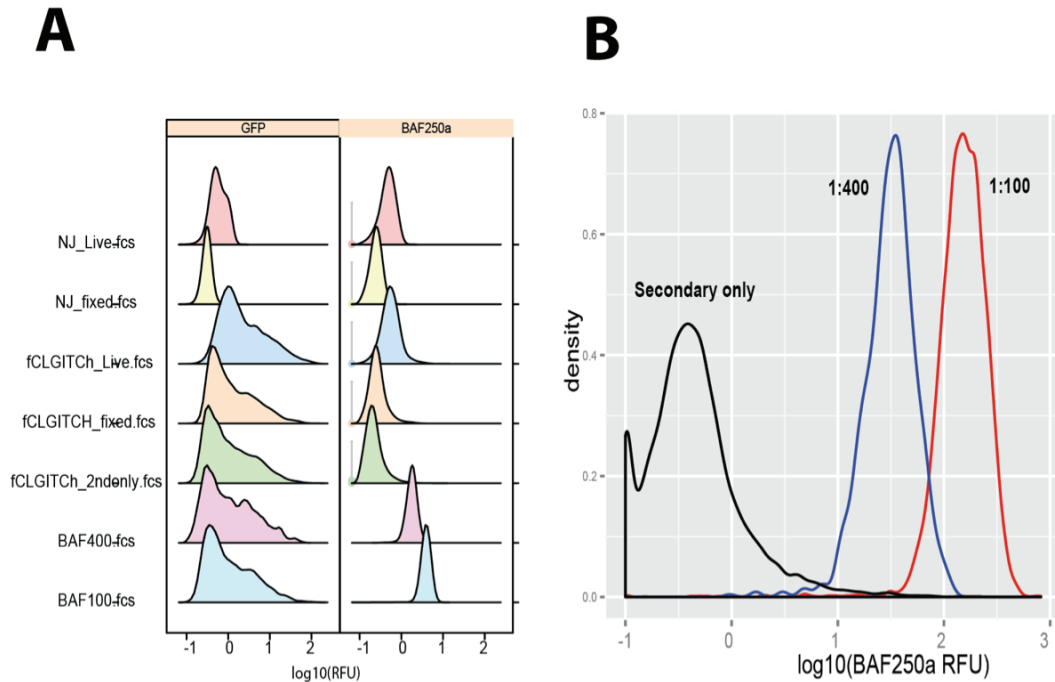 A
GFP BAF250a
NJ_Live.fcs
NJ_fixed.fcs
fCLGITCh_Live.fcs
fCLGITCH_fixed.fcs
fCLGITCh_2ndonly.fcs
BAF400.fcs
BAF100.fcs
-1 0 1 2 -1 0 1 2
log10(RFU)
B
0.8
0.6
0.4
0.2
0.0
density
1:400 1:100
Secondary only
-1 0 1 2 3
log10(BAF250a RFU)